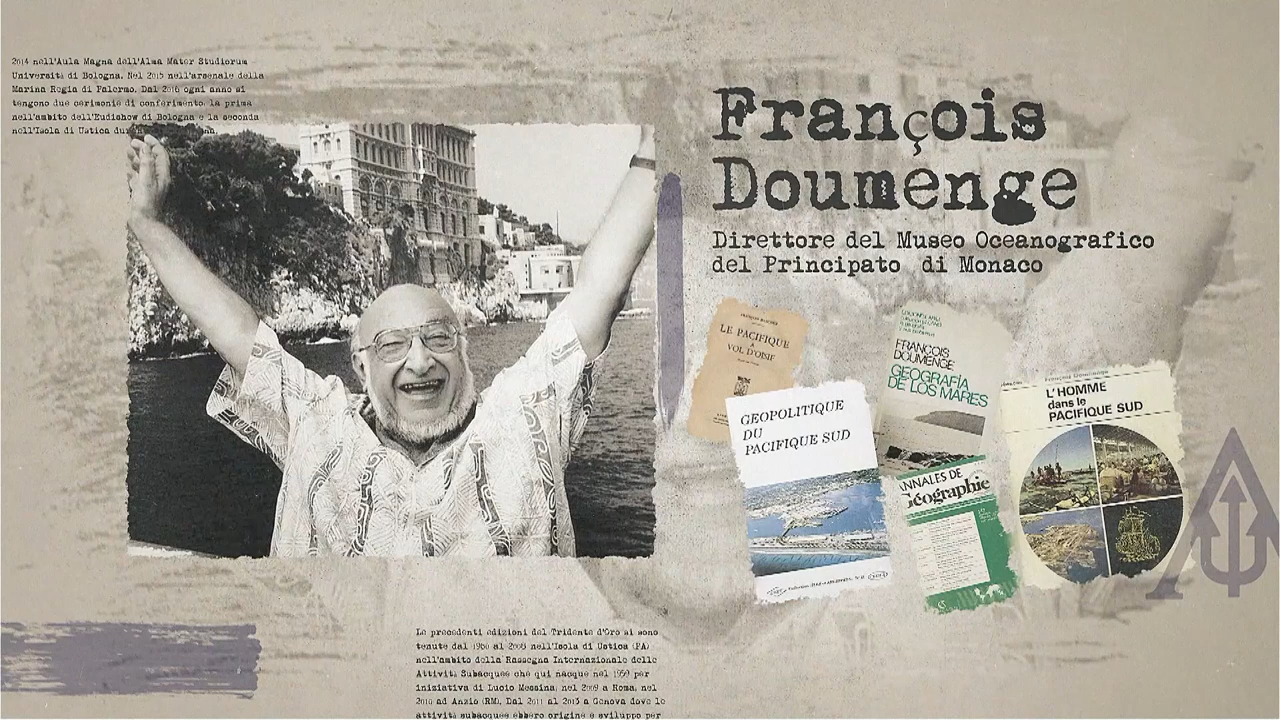 2014 nell'Aula Magna dell'Alma Mater Studiorum
Università di Bologna. Nel 2015 nell'arsenale della
Marina Regia di Palermo. Dal 2016 ogni anno si
tengono due cerimonie di conferimento: la prima
nell'ambito dell'Eudishow di Bologna e la seconda
nell'Isola di Ustica
François
Doumenge
Direttore del Museo Oceanografico
del Principato di Monaco
LE PACIFIQUE
A
VOL D'OISIF
GEOPOLITIQUE
DU
PACIFIQUE SUD
FRANÇOIS
DOUMENGE
GEOGRAFÍA
DE LOS MARES
ANNALES DE
Géographie
François Doumenge
L'HOMME
dans le
PACIFIQUE SUD
Le precedenti edizioni del Tridente d'Oro si sono
tenute dal 1960 al 2008 nell'Isola di Ustica (PA)
nell'ambito della Rassegna Internazionale delle
Attività Subacquee che qui nacque nel 1959 per
iniziativa di Lucio Messina, nel 2009 a Roma, nel
2010 ad Anzio (RM). Dal 2011 al 2013 a Genova dove le
attività subacquee ebbero origine e sviluppo per